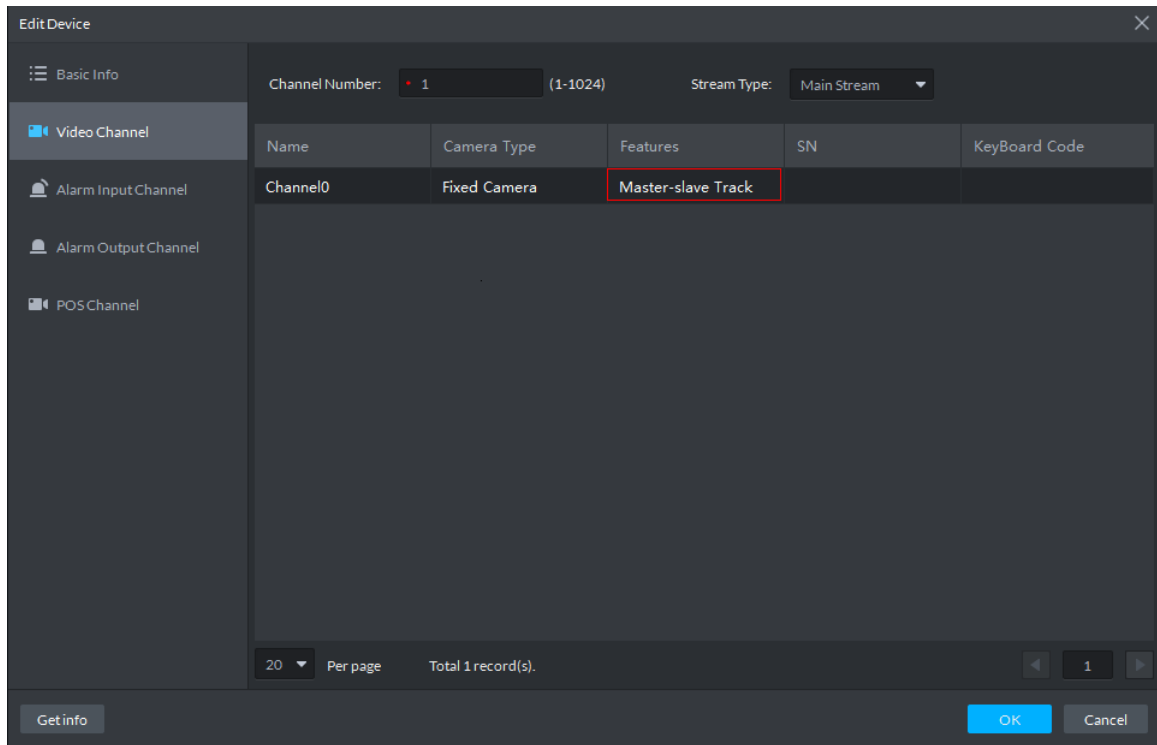 Edit Device
Basic Info
Video Channel
Alarm Input Channel
Alarm Output Channel
POS Channel
Channel Number: * 1 (1-1024) Stream Type: Main Stream
Name Camera Type Features SN KeyBoard Code
Channel0 Fixed Camera Master-slave Track
20 Per page Total 1 record(s). 1
Get info OK Cancel